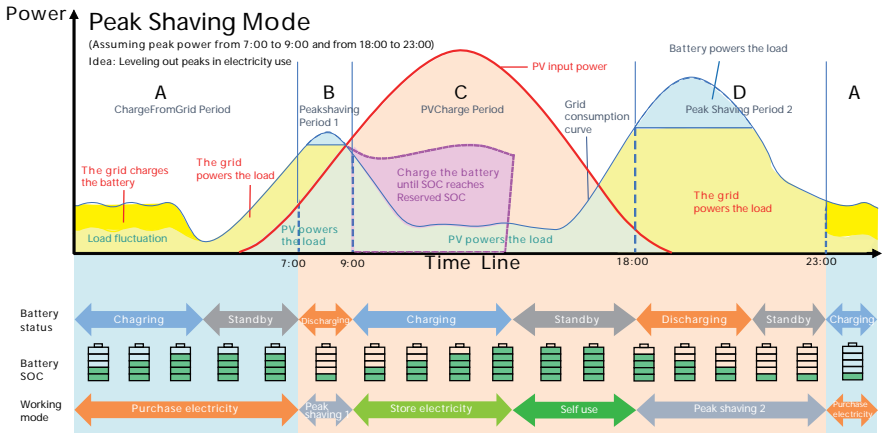 Power
Peak Shaving Mode
(Assuming peak power from 7:00 to 9:00 and from 18:00 to 23:00)
Idea: Leveling out peaks in electricity use
A
ChargeFromGrid Period
B
Peakshaving
Period 1
C
PVCharge Period
PV input power
Grid
consumption
curve
Battery powers the load
D
Peak Shaving Period 2
A
The grid charges
the battery
The grid
powers the load
Load fluctuation
PV powers
the load
Charge the battery
until SOC reaches
Reserved SOC
PV powers the load
The grid
powers the load
7:00
9:00
Time Line
18:00
23:00
Battery
status
Chagring
Standby
Discharging
Charging
Standby
Discharging
Standby
Charging
Battery
SOC
Working
mode
Purchase electricity
Peak
shaving 1
Store electricity
Self use
Peak shaving 2
Purchase
electricity